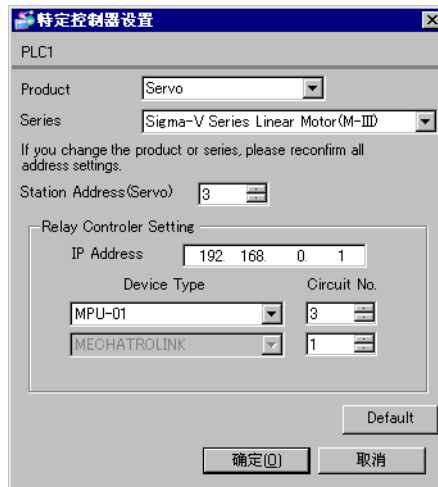 特定控制器设置
PLC1
Product Servo
Series Sigma-V Series Linear Motor(M-III)
If you change the product or series, please reconfirm all
address settings.
Station Address(Servo) 3
Relay Controler Setting
IP Address 192. 168. 0. 1
Device Type Circuit No.
MPU-01 3
MECHATROLINK 1
Default
确定(O) 取消